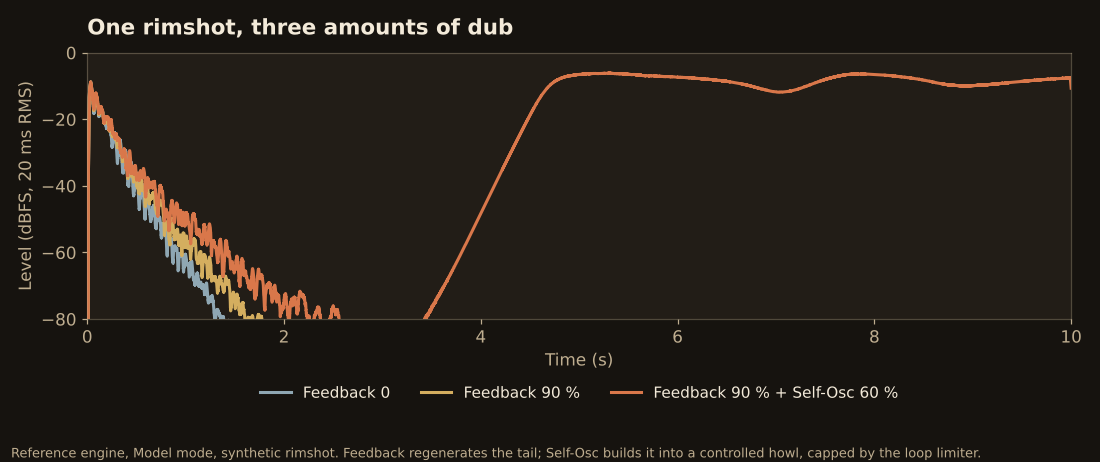 One rimshot, three amounts of dub
Level (dBFS, 20 ms RMS)
0
−20
−40
−60
−80
0 2 4 6 8 10
Time (s)
Feedback 0 Feedback 90 % Feedback 90 % + Self-Osc 60 %
Reference engine, Model mode, synthetic rimshot. Feedback regenerates the tail; Self-Osc builds it into a controlled howl, capped by the loop limiter.